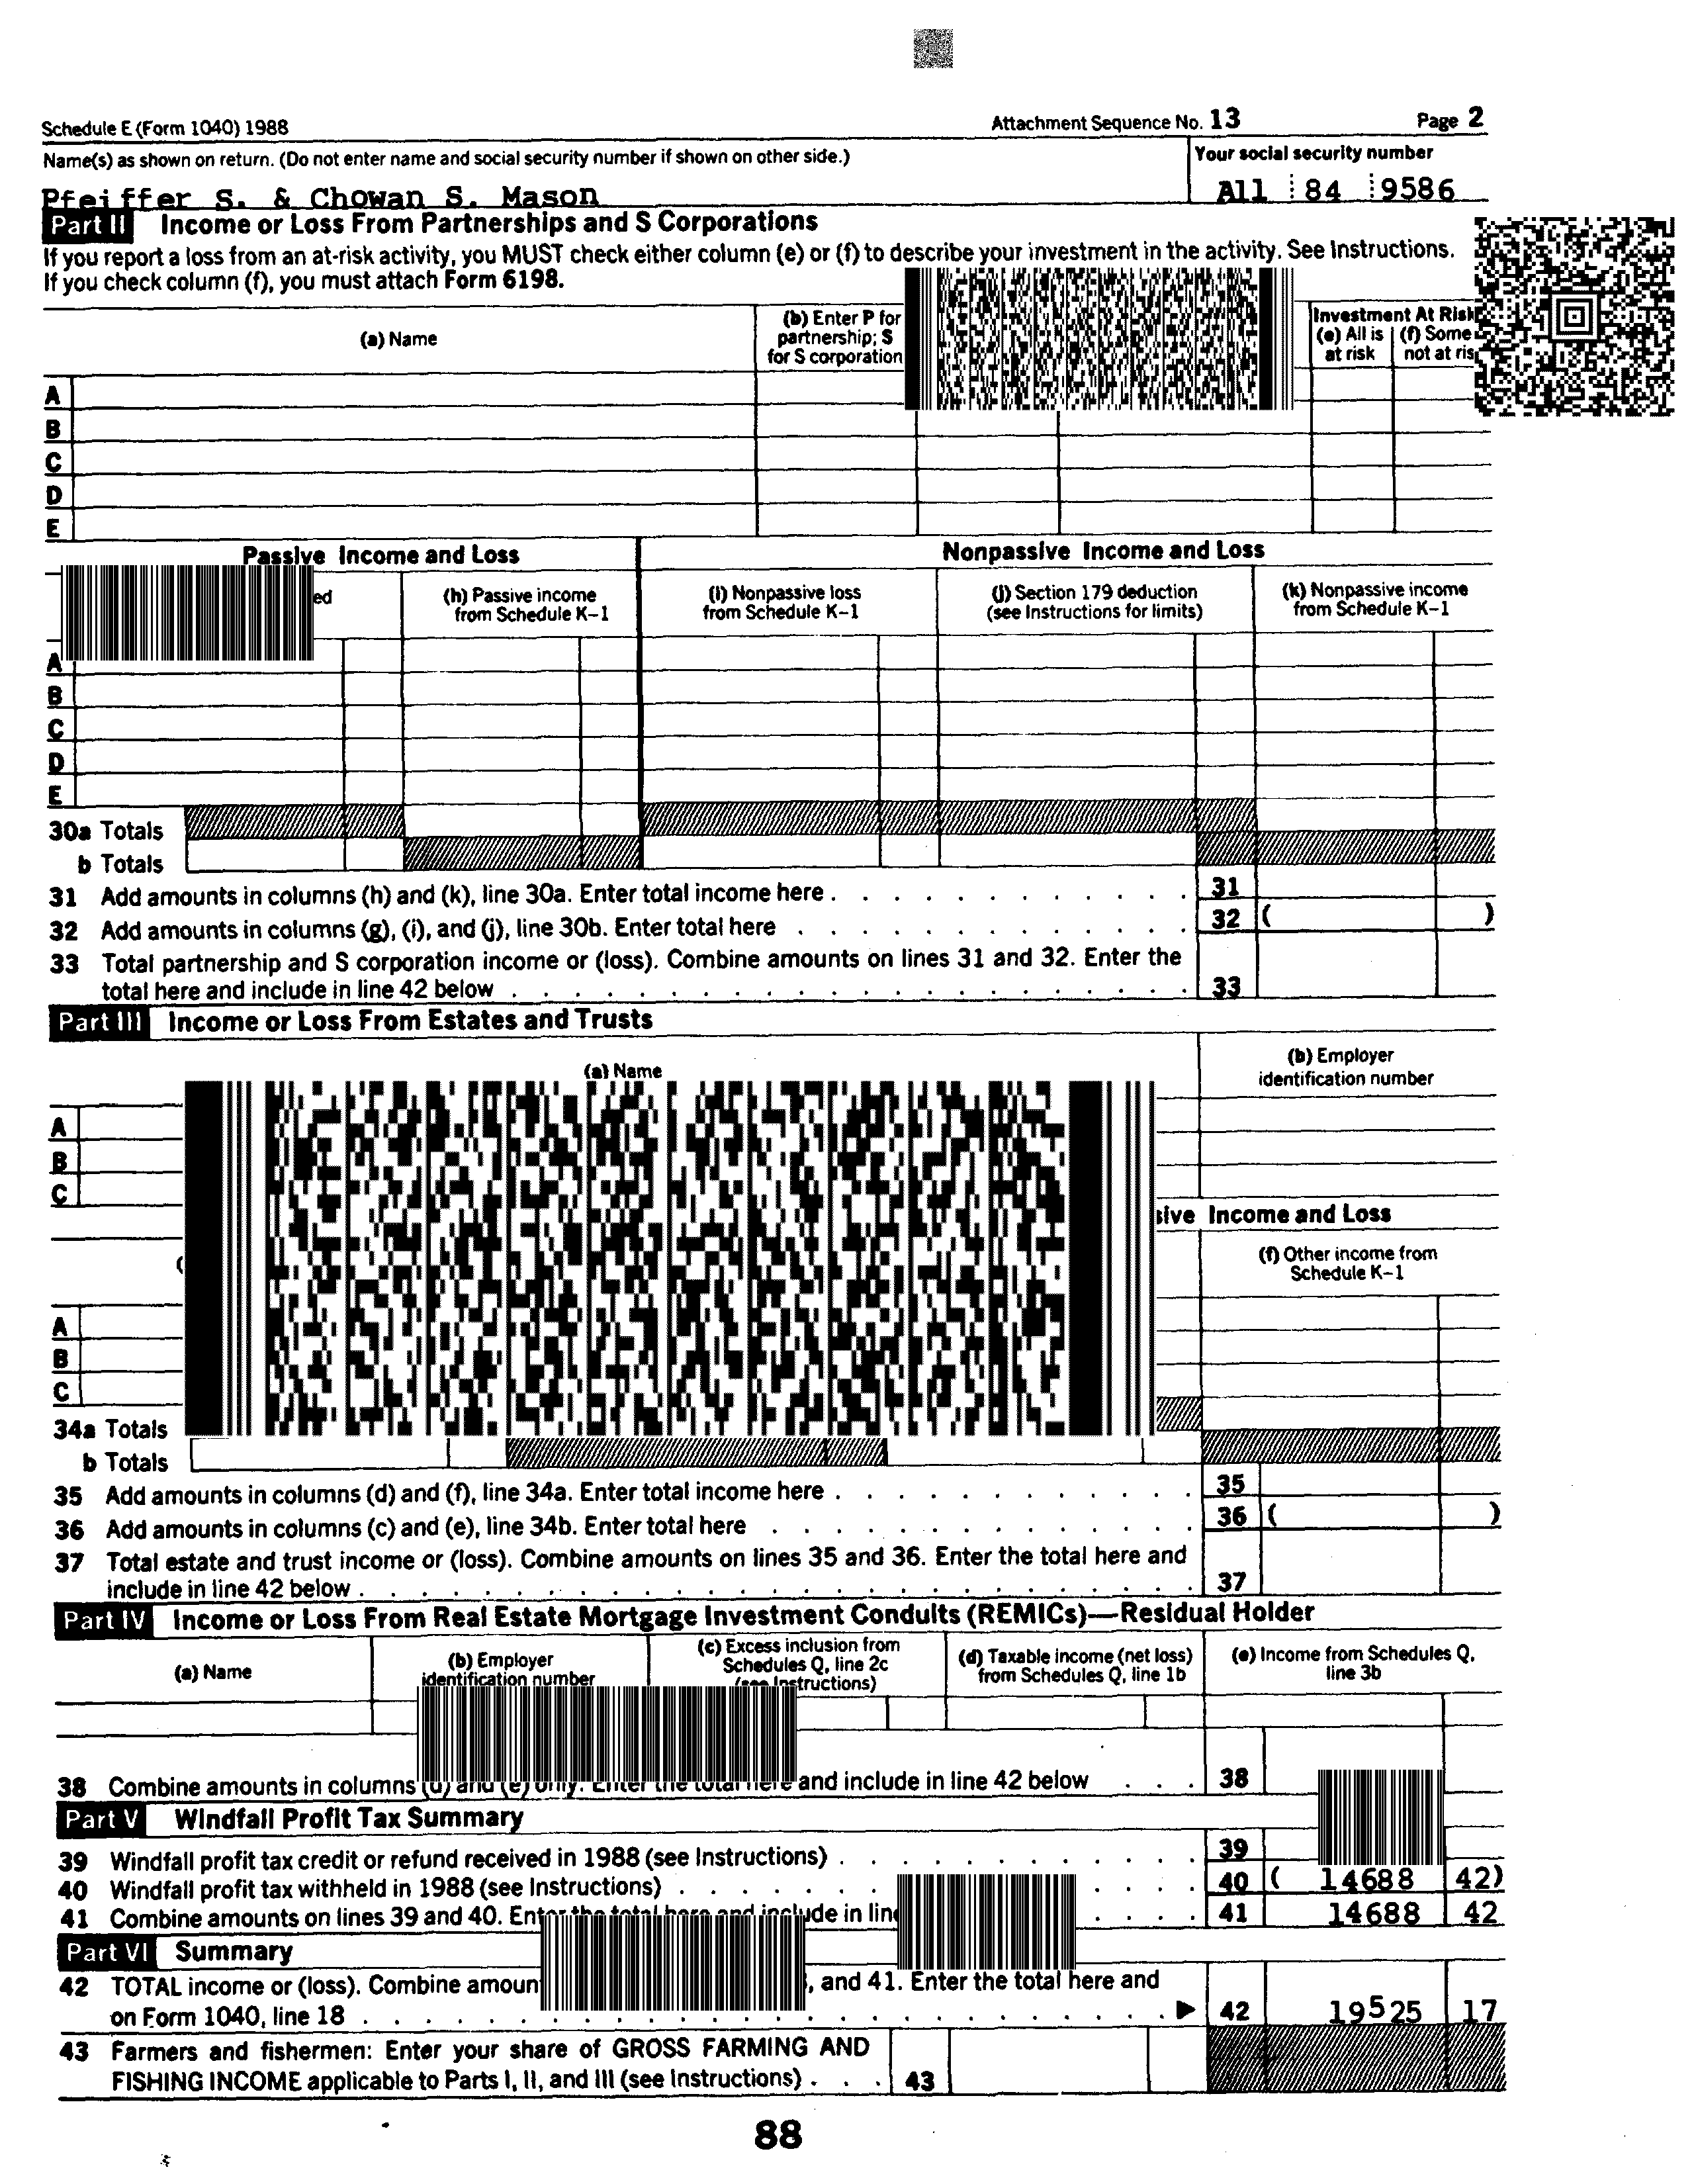 Schedule E (Form 1040) 1988 Attachment Sequence No. 13 Page 2
Name(s) as shown on return. (Do not enter name and social security number if shown on other side.) Your social security number
Pfeiffer S. & Chowan S. Mason All 84 9586
Part II Income or Loss From Partnerships and S Corporations
If you report a loss from an at-risk activity, you MUST check either column (e) or (f) to describe your investment in the activity. See Instructions.
If you check column (f), you must attach Form 6198.
(a) Name
(b) Enter P for
partnership; S
for S corporation
Investment At Risk
(e) All is
at risk
(f) Some
not at
A
B
C
D
E
Passive Income and Loss Nonpassive Income and Loss
(h) Passive income
from Schedule K–1
(i) Nonpassive loss
from Schedule K–1
(j) Section 179 deduction
(see Instructions for limits)
(k) Nonpassive income
from Schedule K–1
A
B
C
D
E
30a Totals
b Totals
31 Add amounts in columns (h) and (k), line 30a. Enter total income here . . . . . . . . . . . . 31
32 Add amounts in columns (g), (i), and (j), line 30b. Enter total here . . . . . . . . . . . . . 32 ( )
33 Total partnership and S corporation income or (loss). Combine amounts on lines 31 and 32. Enter the
total here and include in line 42 below . . . . . . . . . . . . . . . . . . . . . . 33
Part III Income or Loss From Estates and Trusts
(a) Name
(b) Employer
identification number
A
B
C
Income and Loss
(f) Other income from
Schedule K–1
A
B
C
34a Totals
b Totals
35 Add amounts in columns (d) and (f), line 34a. Enter total income here . . . . . . . . . . . . 35
36 Add amounts in columns (c) and (e), line 34b. Enter total here . . . . . . . . . . . . . . 36 ( )
37 Total estate and trust income or (loss). Combine amounts on lines 35 and 36. Enter the total here and
include in line 42 below . . . . . . . . . . . . . . . . . . . . . . . . . . . 37
Part IV Income or Loss From Real Estate Mortgage Investment Conduits (REMICs)—Residual Holder
(a) Name
(b) Employer
identification number
(c) Excess inclusion from
Schedules Q, line 2c
(see Instructions)
(d) Taxable income (net loss)
from Schedules Q, line 1b
(e) Income from Schedules Q,
line 3b
38 Combine amounts in columns (d) and (e) only. Enter the total here and include in line 42 below . . . 38
Part V Windfall Profit Tax Summary
39 Windfall profit tax credit or refund received in 1988 (see Instructions) . . . . . . . . . . . . 39
40 Windfall profit tax withheld in 1988 (see Instructions) . . . . . . . . . . . 40 ( 14688 42)
41 Combine amounts on lines 39 and 40. Enter the total here and include in . . . . 41 14688 42
Part VI Summary
42 TOTAL income or (loss). Combine , and 41. Enter the total here and
on Form 1040, line 18 . . . . . . . . . . . . . . . . . . . . . . . . . . ▶ 42 19525 17
43 Farmers and fishermen: Enter your share of GROSS FARMING AND
FISHING INCOME applicable to Parts I, II, and III (see Instructions) . . . 43
88